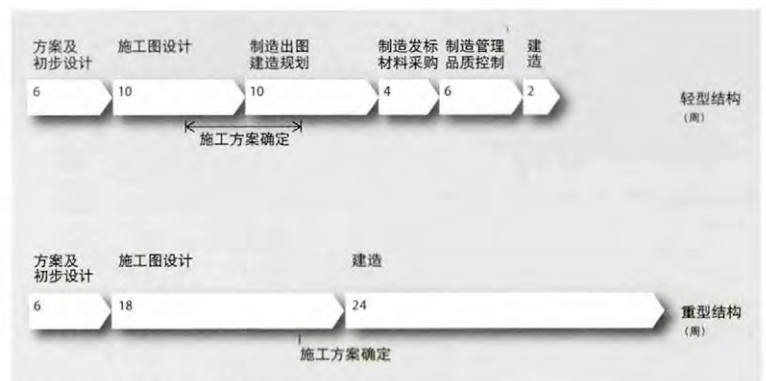 方案及
初步设计
施工图设计
制造出图
建造规划
制造发标
材料采购
制造管理
品质控制
建
造
6
10
10
4
6
2
轻型结构
(周)
施工方案确定
方案及
初步设计
施工图设计
建造
6
18
24
重型结构
(周)
施工方案确定